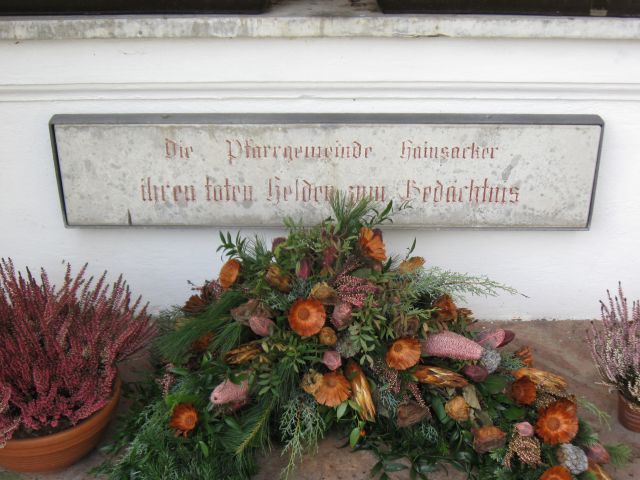 Die Pfarrgemeinde Hainsacker
ihren toten Helden zum Gedächtnis